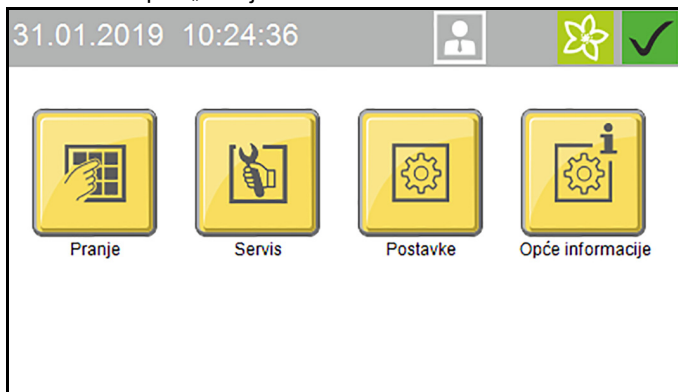 31.01.2019 10:24:36
Pranje
Servis
Postavke
Opće informacije